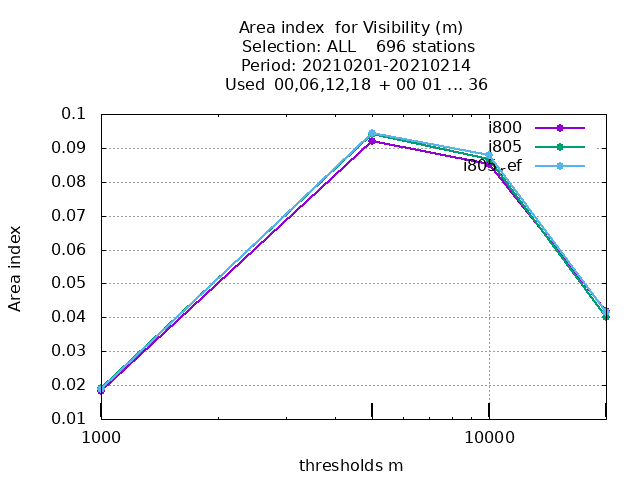 Area index  for Visibility (m)
Selection: ALL    696 stations
Period: 20210201-20210214
Used  00,06,12,18 + 00 01 ... 36
0.1
0.09
0.08
0.07
0.06
0.05
0.04
0.03
0.02
0.01
Area index
i800
i805
1000
10000
thresholds m